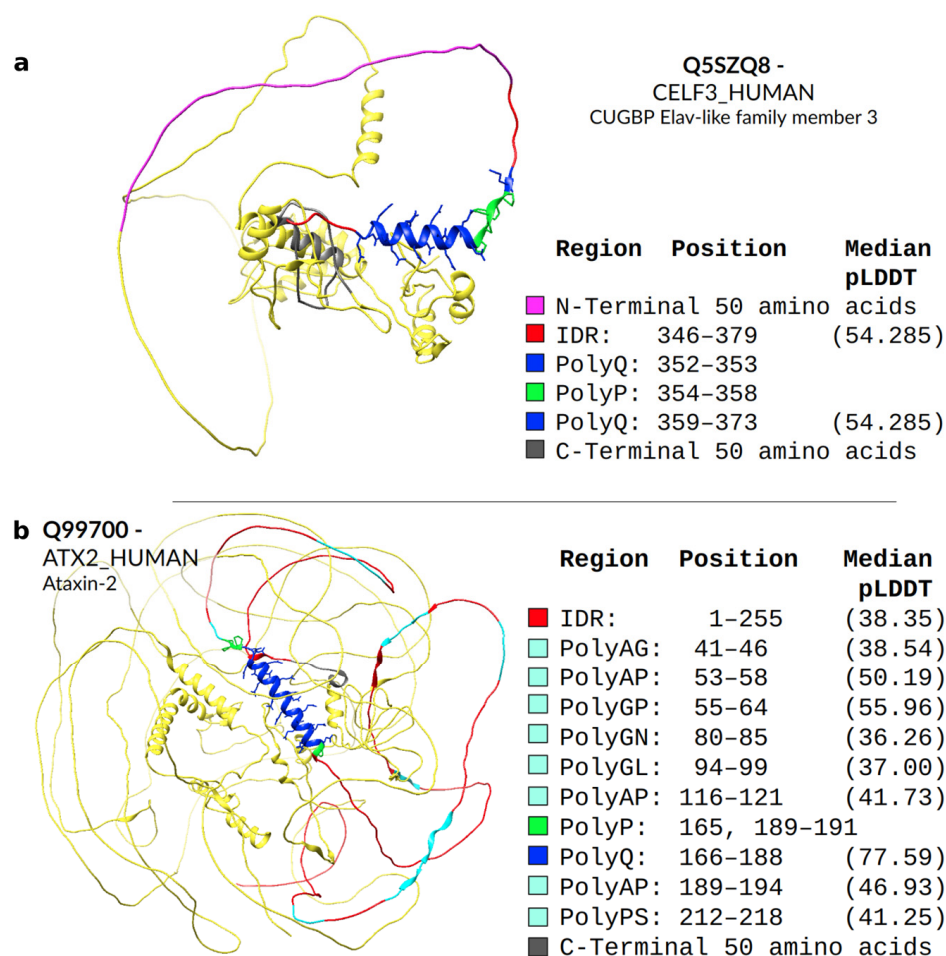 a
Q5SZQ8 -
CELF3_HUMAN
CUGBP Elav-like family member 3
Region Position Median
pLDDT
N-Terminal 50 amino acids
IDR: 346–379 (54.285)
PolyQ: 352–353
PolyP: 354–358
PolyQ: 359–373 (54.285)
C-Terminal 50 amino acids
b Q99700 -
ATX2_HUMAN
Ataxin-2
Region Position Median
pLDDT
IDR: 1–255 (38.35)
PolyAG: 41–46 (38.54)
PolyAP: 53–58 (50.19)
PolyGP: 55–64 (55.96)
PolyGN: 80–85 (36.26)
PolyGL: 94–99 (37.00)
PolyAP: 116–121 (41.73)
PolyP: 165, 189–191
PolyQ: 166–188 (77.59)
PolyAP: 189–194 (46.93)
PolyPS: 212–218 (41.25)
C-Terminal 50 amino acids